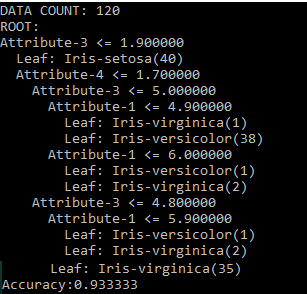 DATA COUNT: 120
ROOT:
Attribute-3 <= 1.900000
Leaf: Iris-setosa(40)
Attribute-4 <= 1.700000
Attribute-3 <= 5.000000
Attribute-1 <= 4.900000
Leaf: Iris-virginica(1)
Leaf: Iris-versicolor(38)
Attribute-1 <= 6.000000
Leaf: Iris-versicolor(1)
Leaf: Iris-virginica(2)
Attribute-3 <= 4.800000
Attribute-1 <= 5.900000
Leaf: Iris-versicolor(1)
Leaf: Iris-virginica(2)
Leaf: Iris-virginica(35)
Accuracy:0.933333